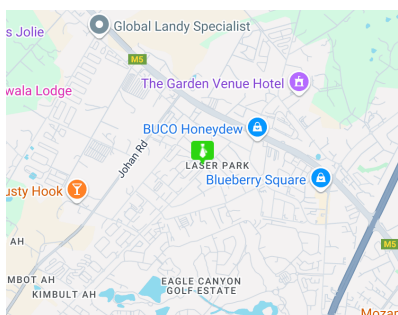 Global Landy Specialist
s Jolie
M5
The Garden Venue Hotel
wala Lodge
BUCO Honeydew
Johan Rd
LASER PARK
Blueberry Square
usty Hook
AH
M5
MBOT AH
KIMBULT AH
EAGLE CANYON
GOLF ESTATE
Mozar